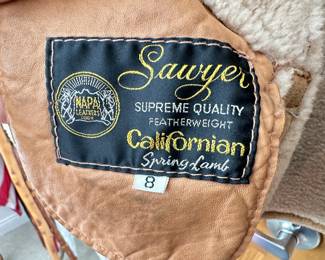 Sawyer
NAPA
LEATHERS
SUPREME QUALITY
FEATHERWEIGHT
Californian
Spring Lamb
8